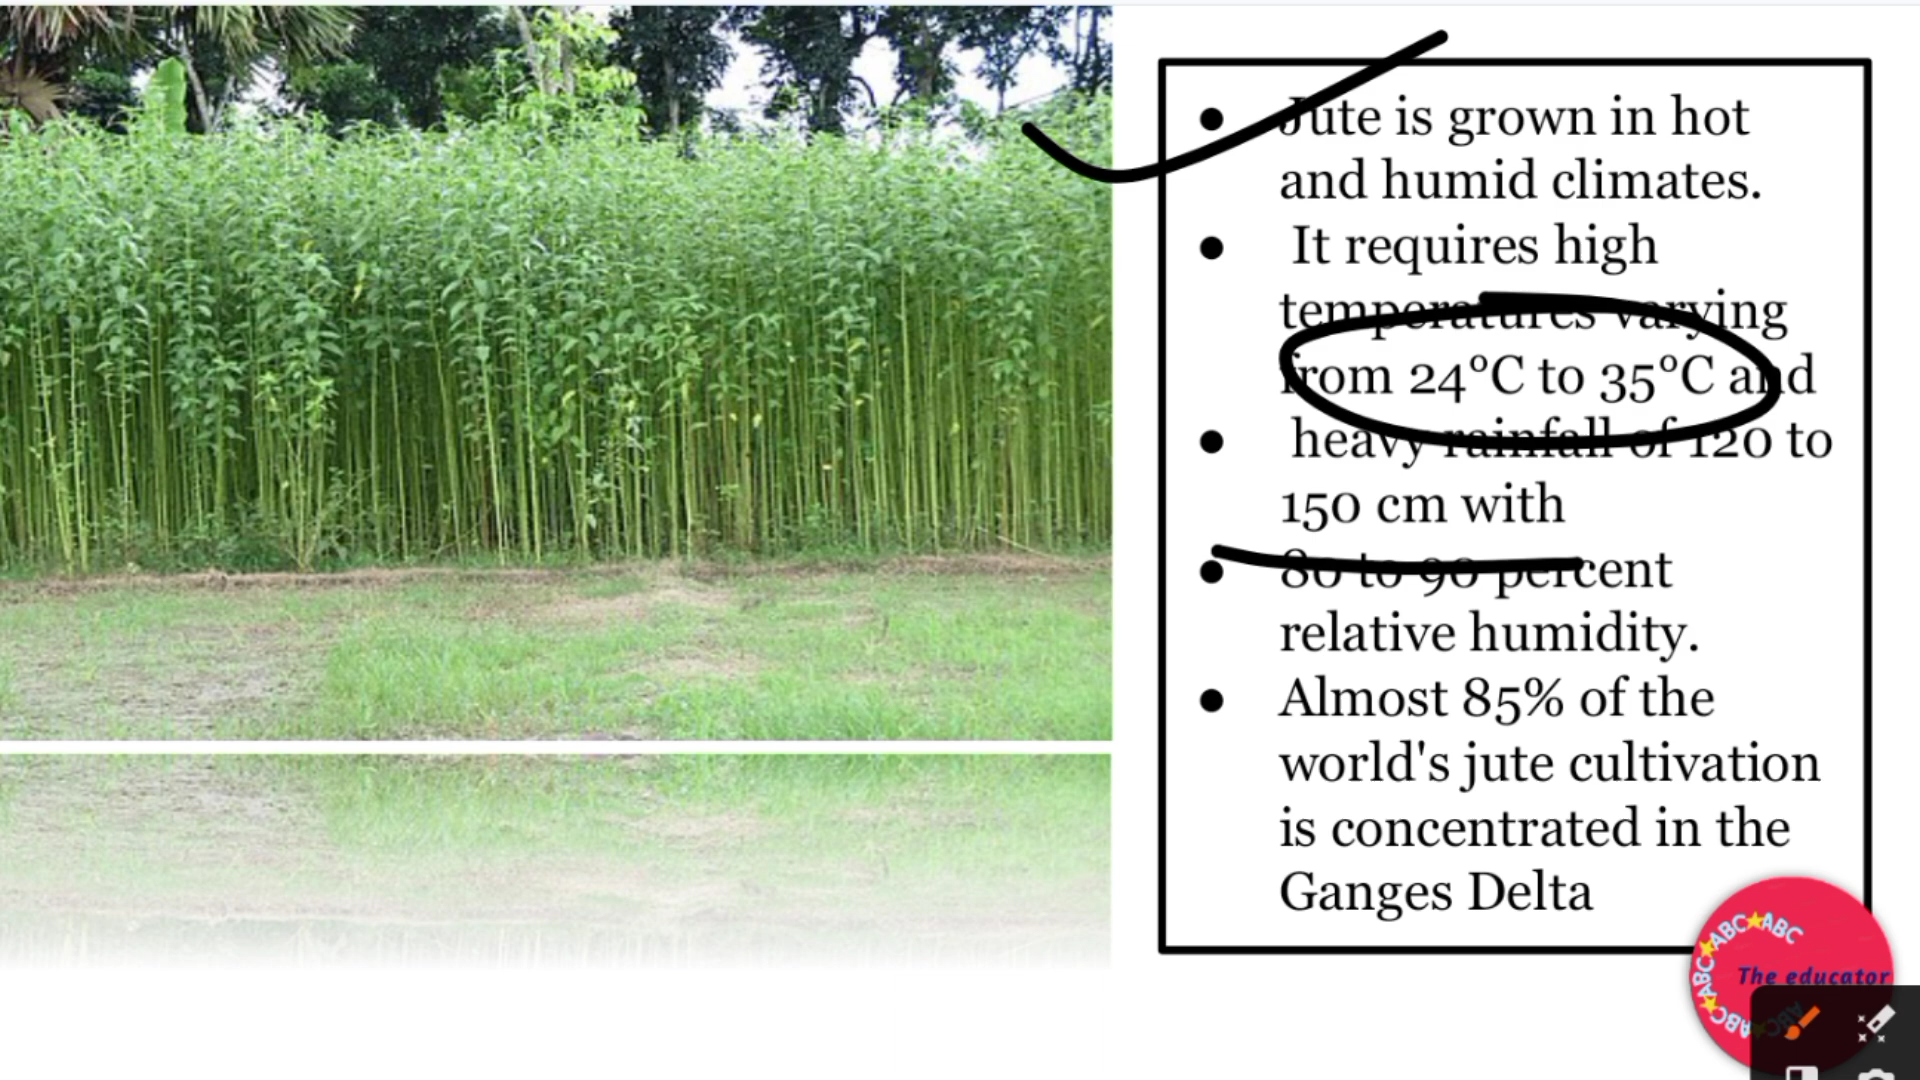 ● Jute is grown in hot
and humid climates.
● It requires high
temperatures varying
from 24°C to 35°C and
● heavy rainfall of 120 to
150 cm with
● 80 to 90 percent
relative humidity.
● Almost 85% of the
world's jute cultivation
is concentrated in the
Ganges Delta
ABC★ABC★ABC★ABC
The educator
ABC